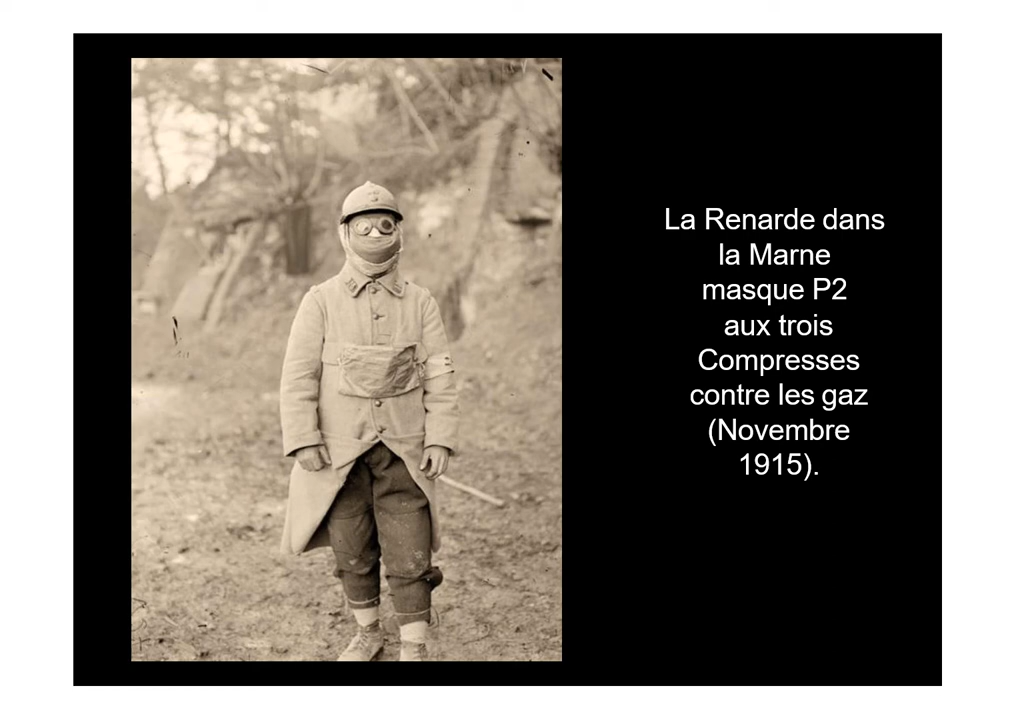 La Renarde dans
la Marne
masque P2
aux trois
Compresses
contre les gaz
(Novembre
1915).